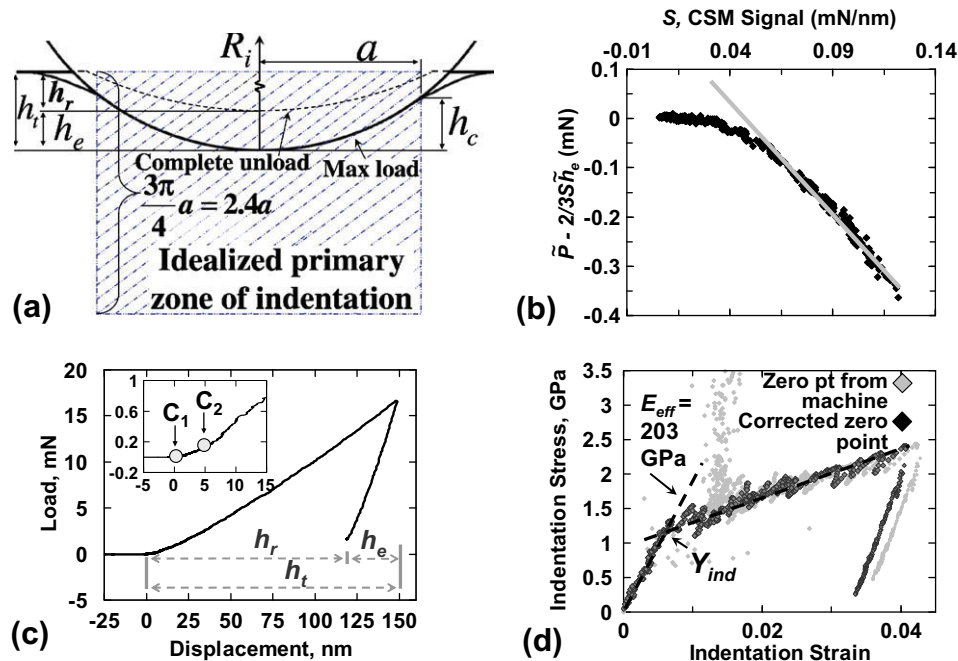 R_i
a
h_r
h_t
h_e
h_c
Complete unload
Max load
3π/4 a = 2.4a
Idealized primary
zone of indentation
(a)
S, CSM Signal (mN/nm)
-0.01 0.04 0.09 0.14
0.1
0
-0.1
-0.2
-0.3
-0.4
P̃ - 2/3Sh̃_e (mN)
(b)
20
15
10
5
0
-5
Load, mN
1
0.6
0.2
-0.2
-5 0 5 10 15
C_1
C_2
h_r
h_e
h_t
-25 0 25 50 75 100 125 150
Displacement, nm
(c)
3.5
3
2.5
2
1.5
1
0.5
0
Indentation Stress, GPa
E_eff =
203
GPa
Zero pt from
machine
Corrected zero
point
Y_ind
0 0.02 0.04
Indentation Strain
(d)